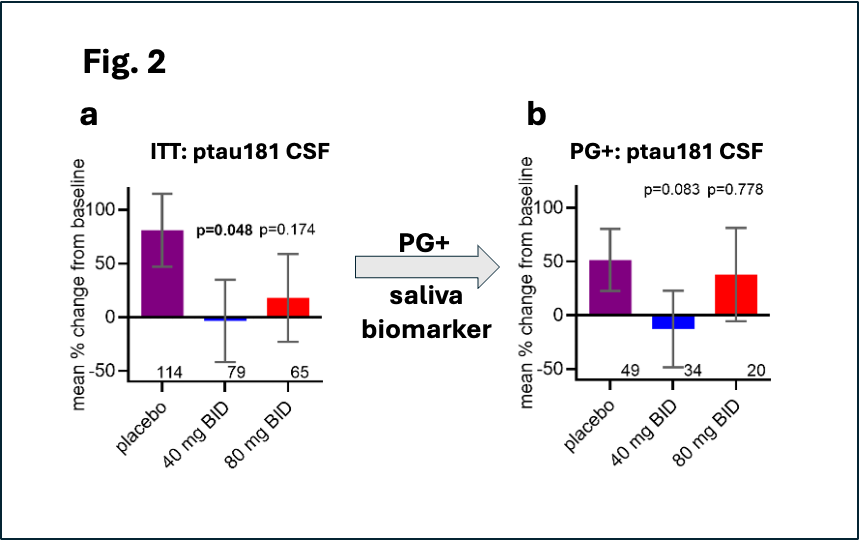 Fig. 2
a
ITT: ptau181 CSF
mean % change from baseline
100
50
0
-50
p=0.048 p=0.174
114 79 65
placebo
40 mg BID
80 mg BID
PG+
saliva
biomarker
b
PG+: ptau181 CSF
mean % change from baseline
100
50
0
-50
p=0.083 p=0.778
49 34 20
placebo
40 mg BID
80 mg BID